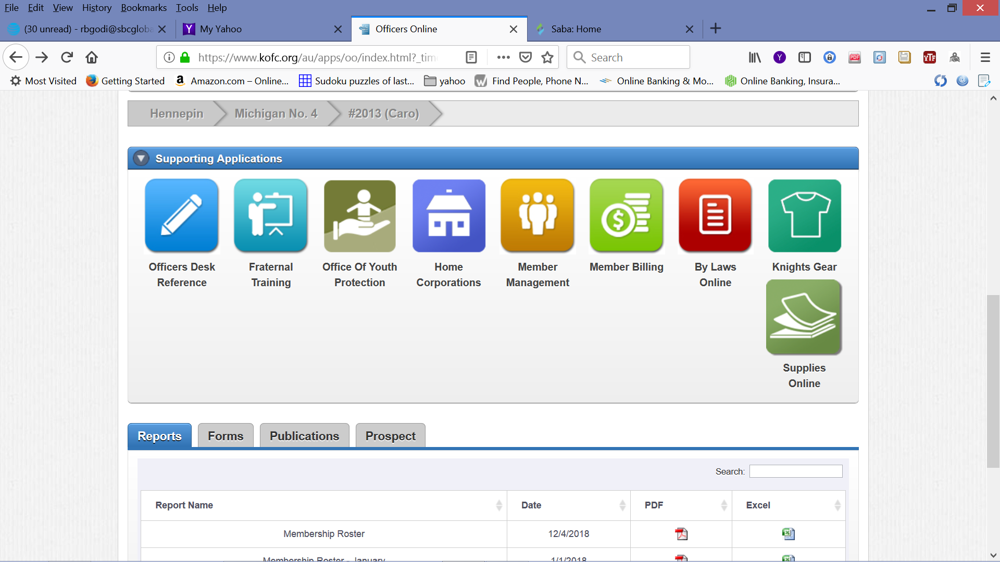 File Edit View History Bookmarks Tools Help
(30 unread) - rbgodi@sbcgloba
My Yahoo
Officers Online
Saba: Home
https://www.kofc.org/au/apps/oo/index.html?_tim
Search
Most Visited Getting Started Amazon.com – Online... Sudoku puzzles of last... yahoo Find People, Phone N... Online Banking & Mo... Online Banking, Insura...
Hennepin Michigan No. 4 #2013 (Caro)
Supporting Applications
Officers Desk
Reference
Fraternal
Training
Office Of Youth
Protection
Home
Corporations
Member
Management
Member Billing
By Laws
Online
Knights Gear
Supplies
Online
Reports Forms Publications Prospect
Search:
Report Name Date PDF Excel
Membership Roster 12/4/2018
Membership Roster - January 1/1/2018